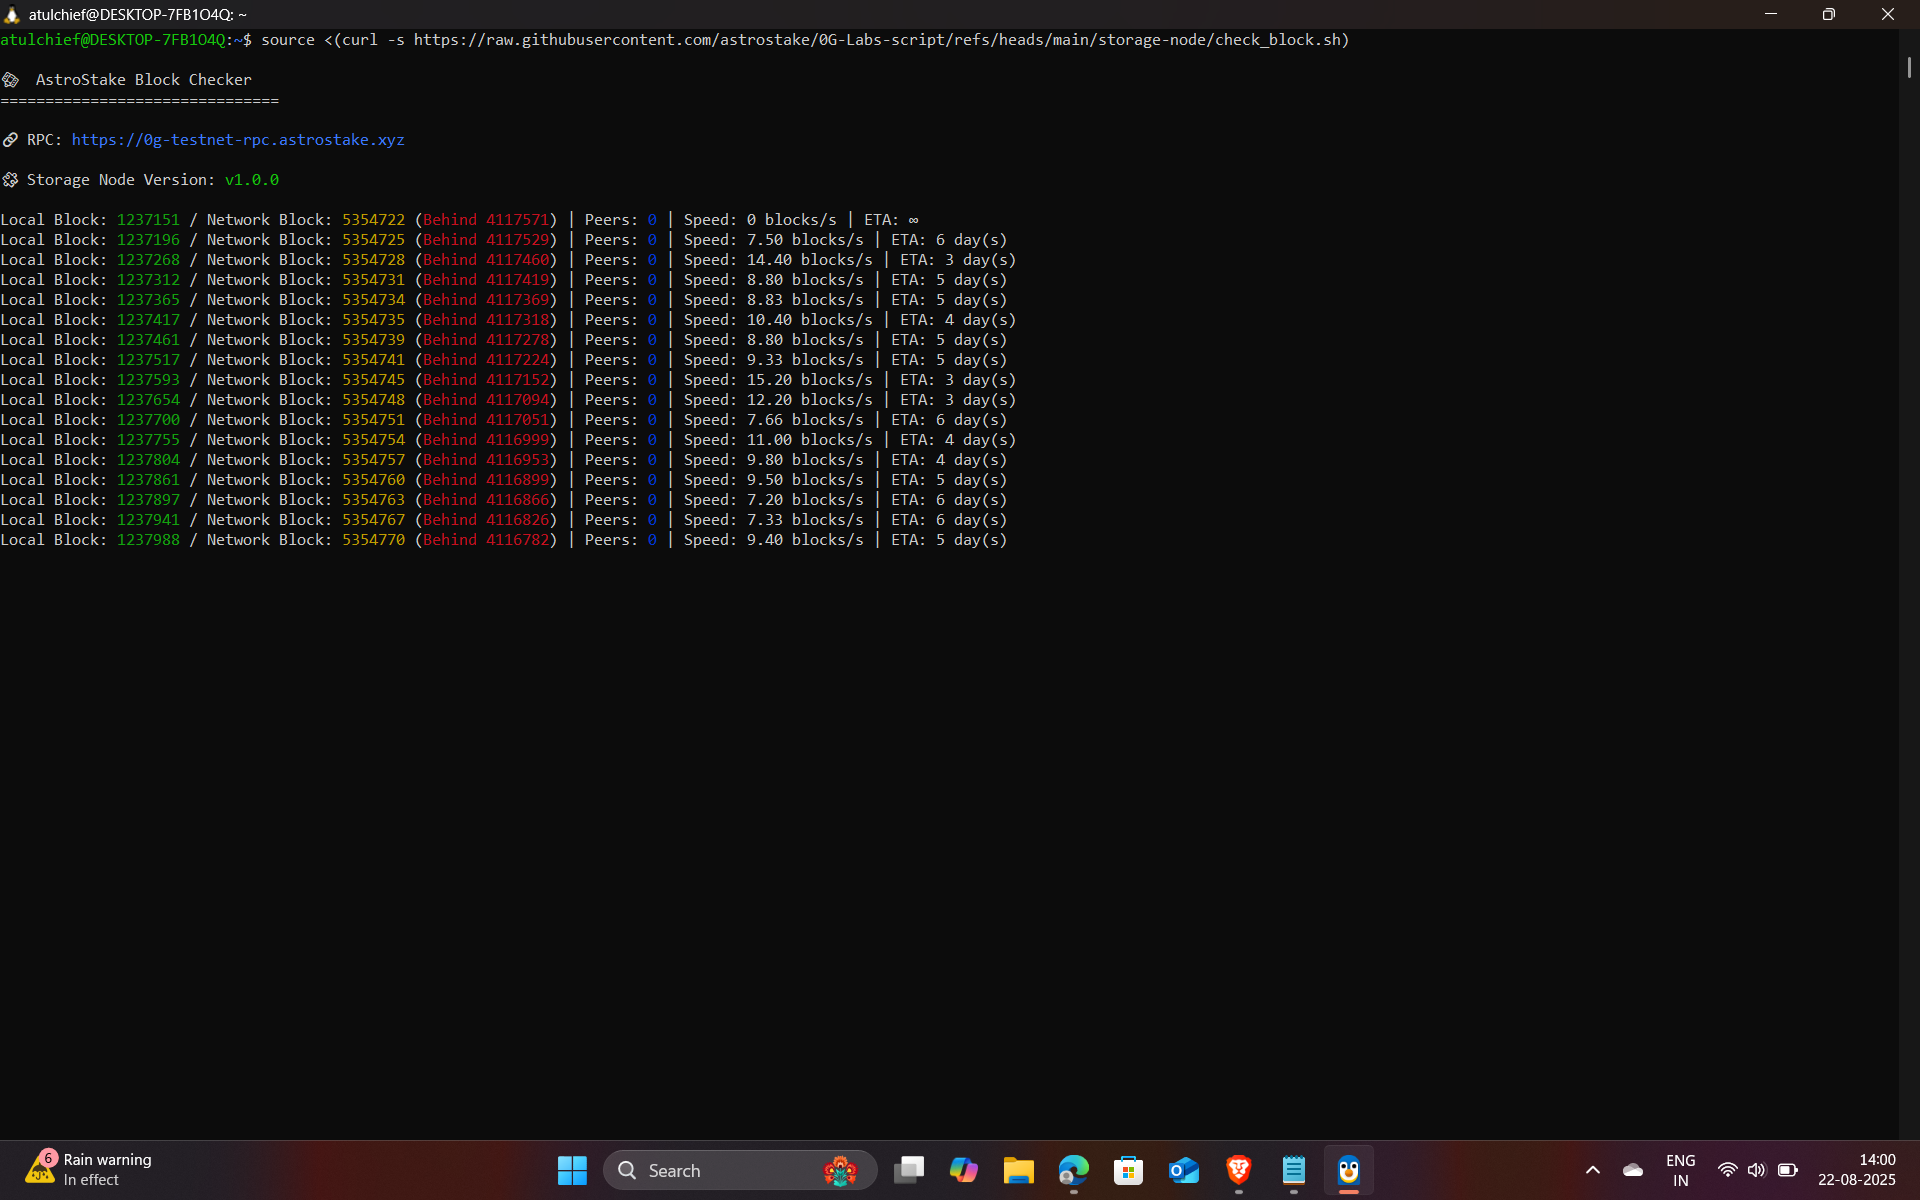 atulchief@DESKTOP-7FB1O4Q: ~
atulchief@DESKTOP-7FB1O4Q:~$ source <(curl -s https://raw.githubusercontent.com/astrostake/0G-Labs-script/refs/heads/main/storage-node/check_block.sh)
AstroStake Block Checker
===============================
RPC: https://0g-testnet-rpc.astrostake.xyz
Storage Node Version: v1.0.0
Local Block: 1237151 / Network Block: 5354722 (Behind 4117571) | Peers: 0 | Speed: 0 blocks/s | ETA: ∞
Local Block: 1237196 / Network Block: 5354725 (Behind 4117529) | Peers: 0 | Speed: 7.50 blocks/s | ETA: 6 day(s)
Local Block: 1237268 / Network Block: 5354728 (Behind 4117460) | Peers: 0 | Speed: 14.40 blocks/s | ETA: 3 day(s)
Local Block: 1237312 / Network Block: 5354731 (Behind 4117419) | Peers: 0 | Speed: 8.80 blocks/s | ETA: 5 day(s)
Local Block: 1237365 / Network Block: 5354734 (Behind 4117369) | Peers: 0 | Speed: 8.83 blocks/s | ETA: 5 day(s)
Local Block: 1237417 / Network Block: 5354735 (Behind 4117318) | Peers: 0 | Speed: 10.40 blocks/s | ETA: 4 day(s)
Local Block: 1237461 / Network Block: 5354739 (Behind 4117278) | Peers: 0 | Speed: 8.80 blocks/s | ETA: 5 day(s)
Local Block: 1237517 / Network Block: 5354741 (Behind 4117224) | Peers: 0 | Speed: 9.33 blocks/s | ETA: 5 day(s)
Local Block: 1237593 / Network Block: 5354745 (Behind 4117152) | Peers: 0 | Speed: 15.20 blocks/s | ETA: 3 day(s)
Local Block: 1237654 / Network Block: 5354748 (Behind 4117094) | Peers: 0 | Speed: 12.20 blocks/s | ETA: 3 day(s)
Local Block: 1237700 / Network Block: 5354751 (Behind 4117051) | Peers: 0 | Speed: 7.66 blocks/s | ETA: 6 day(s)
Local Block: 1237755 / Network Block: 5354754 (Behind 4116999) | Peers: 0 | Speed: 11.00 blocks/s | ETA: 4 day(s)
Local Block: 1237804 / Network Block: 5354757 (Behind 4116953) | Peers: 0 | Speed: 9.80 blocks/s | ETA: 4 day(s)
Local Block: 1237861 / Network Block: 5354760 (Behind 4116899) | Peers: 0 | Speed: 9.50 blocks/s | ETA: 5 day(s)
Local Block: 1237897 / Network Block: 5354763 (Behind 4116866) | Peers: 0 | Speed: 7.20 blocks/s | ETA: 6 day(s)
Local Block: 1237941 / Network Block: 5354767 (Behind 4116826) | Peers: 0 | Speed: 7.33 blocks/s | ETA: 6 day(s)
Local Block: 1237988 / Network Block: 5354770 (Behind 4116782) | Peers: 0 | Speed: 9.40 blocks/s | ETA: 5 day(s)
6
Rain warning
In effect
Search
ENG
IN
14:00
22-08-2025